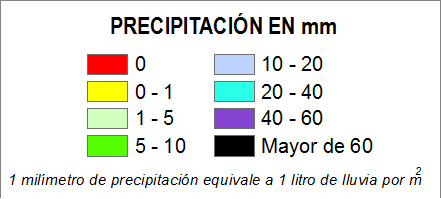 PRECIPITACIÓN EN mm
0
10 - 20
0 - 1
20 - 40
1 - 5
40 - 60
5 - 10
Mayor de 60
1 milímetro de precipitación equivale a 1 litro de lluvia por m²